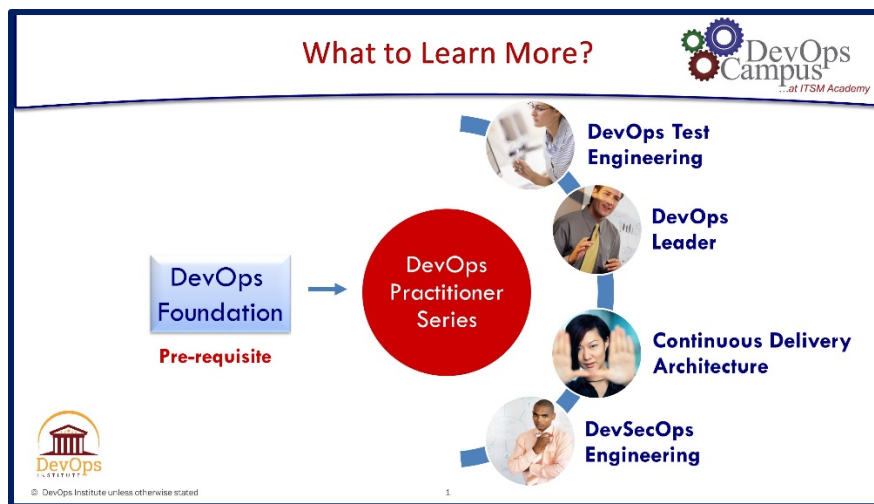 What to Learn More?
DevOps
Campus
...at ITSM Academy
DevOps Test
Engineering
DevOps
Leader
DevOps
Foundation
Pre-requisite
DevOps
Practitioner
Series
Continuous Delivery
Architecture
DevSecOps
Engineering
DevOps
INSTITUTE
© DevOps Institute unless otherwise stated
1